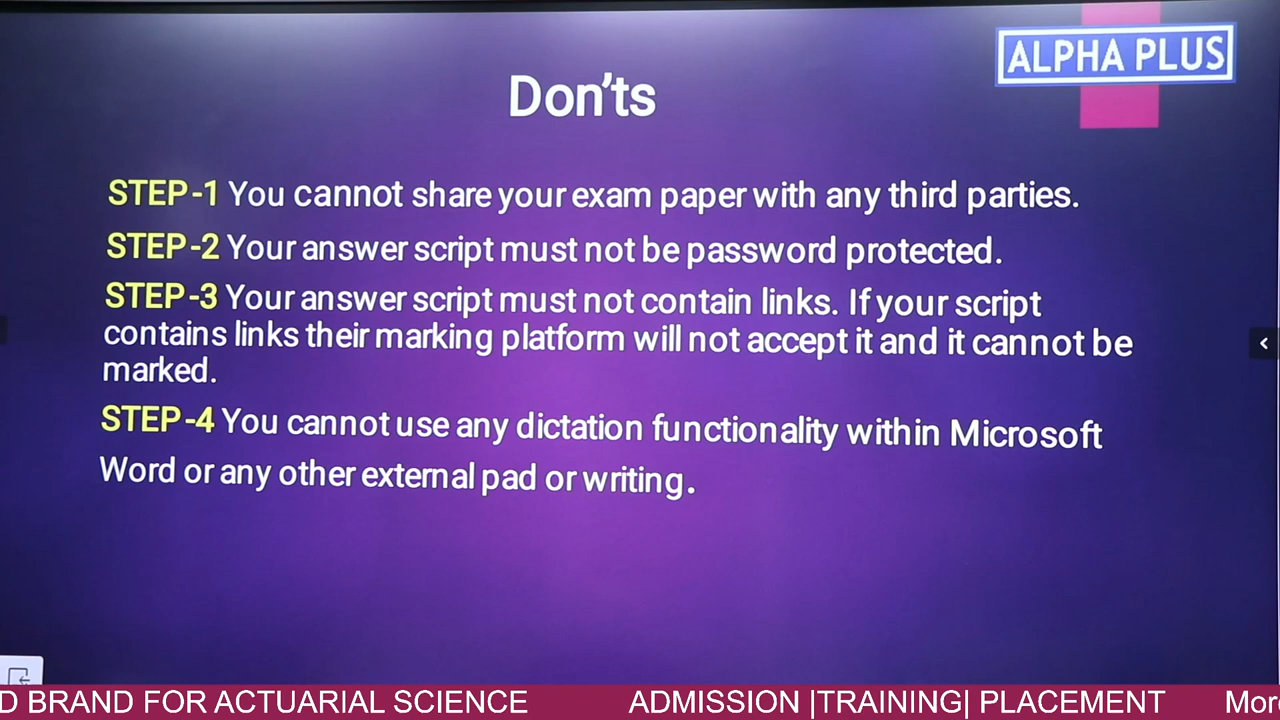 ALPHA PLUS
Don'ts
STEP-1 You cannot share your exam paper with any third parties.
STEP-2 Your answer script must not be password protected.
STEP-3 Your answer script must not contain links. If your script
contains links their marking platform will not accept it and it cannot be
marked.
STEP-4 You cannot use any dictation functionality within Microsoft
Word or any other external pad or writing.
D BRAND FOR ACTUARIAL SCIENCE ADMISSION |TRAINING| PLACEMENT